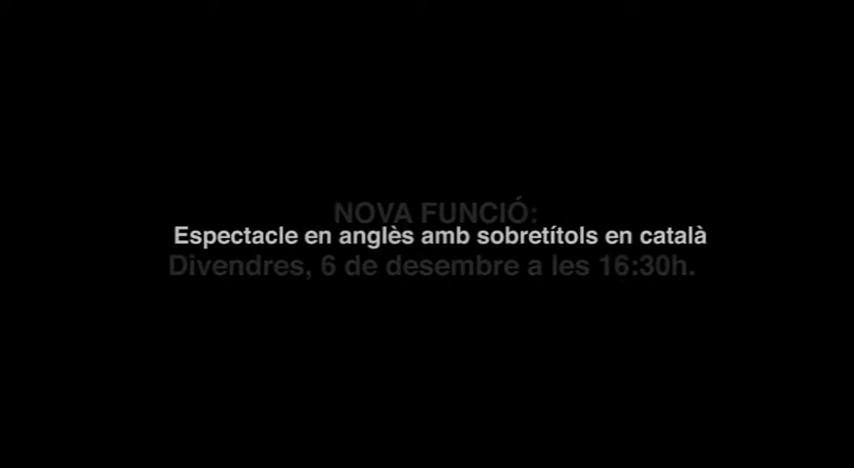 NOVA FUNCIÓ:
Espectacle en anglès amb sobretítols en català
Divendres, 6 de desembre a les 16:30h.